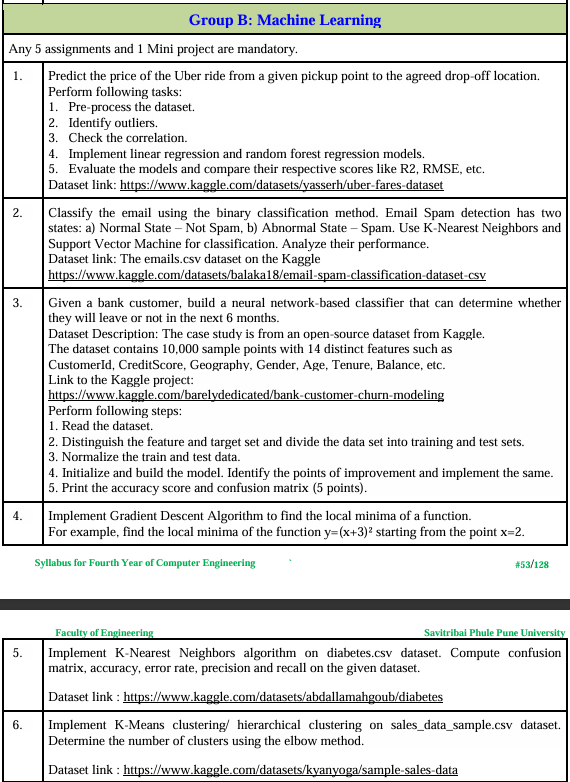 Group B: Machine Learning
Any 5 assignments and 1 Mini project are mandatory.
1. Predict the price of the Uber ride from a given pickup point to the agreed drop-off location.
Perform following tasks:
1. Pre-process the dataset.
2. Identify outliers.
3. Check the correlation.
4. Implement linear regression and random forest regression models.
5. Evaluate the models and compare their respective scores like R2, RMSE, etc.
Dataset link: https://www.kaggle.com/datasets/yasserh/uber-fares-dataset
2. Classify the email using the binary classification method. Email Spam detection has two
states: a) Normal State – Not Spam, b) Abnormal State – Spam. Use K-Nearest Neighbors and
Support Vector Machine for classification. Analyze their performance.
Dataset link: The emails.csv dataset on the Kaggle
https://www.kaggle.com/datasets/balaka18/email-spam-classification-dataset-csv
3. Given a bank customer, build a neural network-based classifier that can determine whether
they will leave or not in the next 6 months.
Dataset Description: The case study is from an open-source dataset from Kaggle.
The dataset contains 10,000 sample points with 14 distinct features such as
CustomerId, CreditScore, Geography, Gender, Age, Tenure, Balance, etc.
Link to the Kaggle project:
https://www.kaggle.com/barelydedicated/bank-customer-churn-modeling
Perform following steps:
1. Read the dataset.
2. Distinguish the feature and target set and divide the data set into training and test sets.
3. Normalize the train and test data.
4. Initialize and build the model. Identify the points of improvement and implement the same.
5. Print the accuracy score and confusion matrix (5 points).
4. Implement Gradient Descent Algorithm to find the local minima of a function.
For example, find the local minima of the function y=(x+3)² starting from the point x=2.
Syllabus for Fourth Year of Computer Engineering
#53/128
Faculty of Engineering
Savitribai Phule Pune University
5. Implement K-Nearest Neighbors algorithm on diabetes.csv dataset. Compute confusion
matrix, accuracy, error rate, precision and recall on the given dataset.
Dataset link : https://www.kaggle.com/datasets/abdallamahgoub/diabetes
6. Implement K-Means clustering/ hierarchical clustering on sales_data_sample.csv dataset.
Determine the number of clusters using the elbow method.
Dataset link : https://www.kaggle.com/datasets/kyanyoga/sample-sales-data